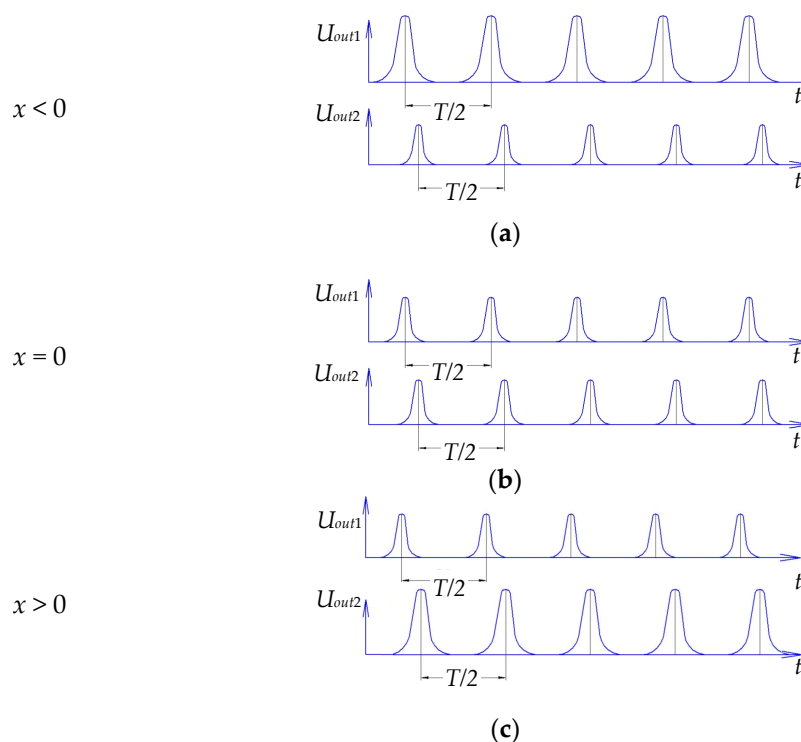 Uout1
t
x < 0
T/2
Uout2
t
T/2
(a)
Uout1
t
x = 0
T/2
Uout2
t
T/2
(b)
Uout1
t
T/2
x > 0
Uout2
t
T/2
(c)